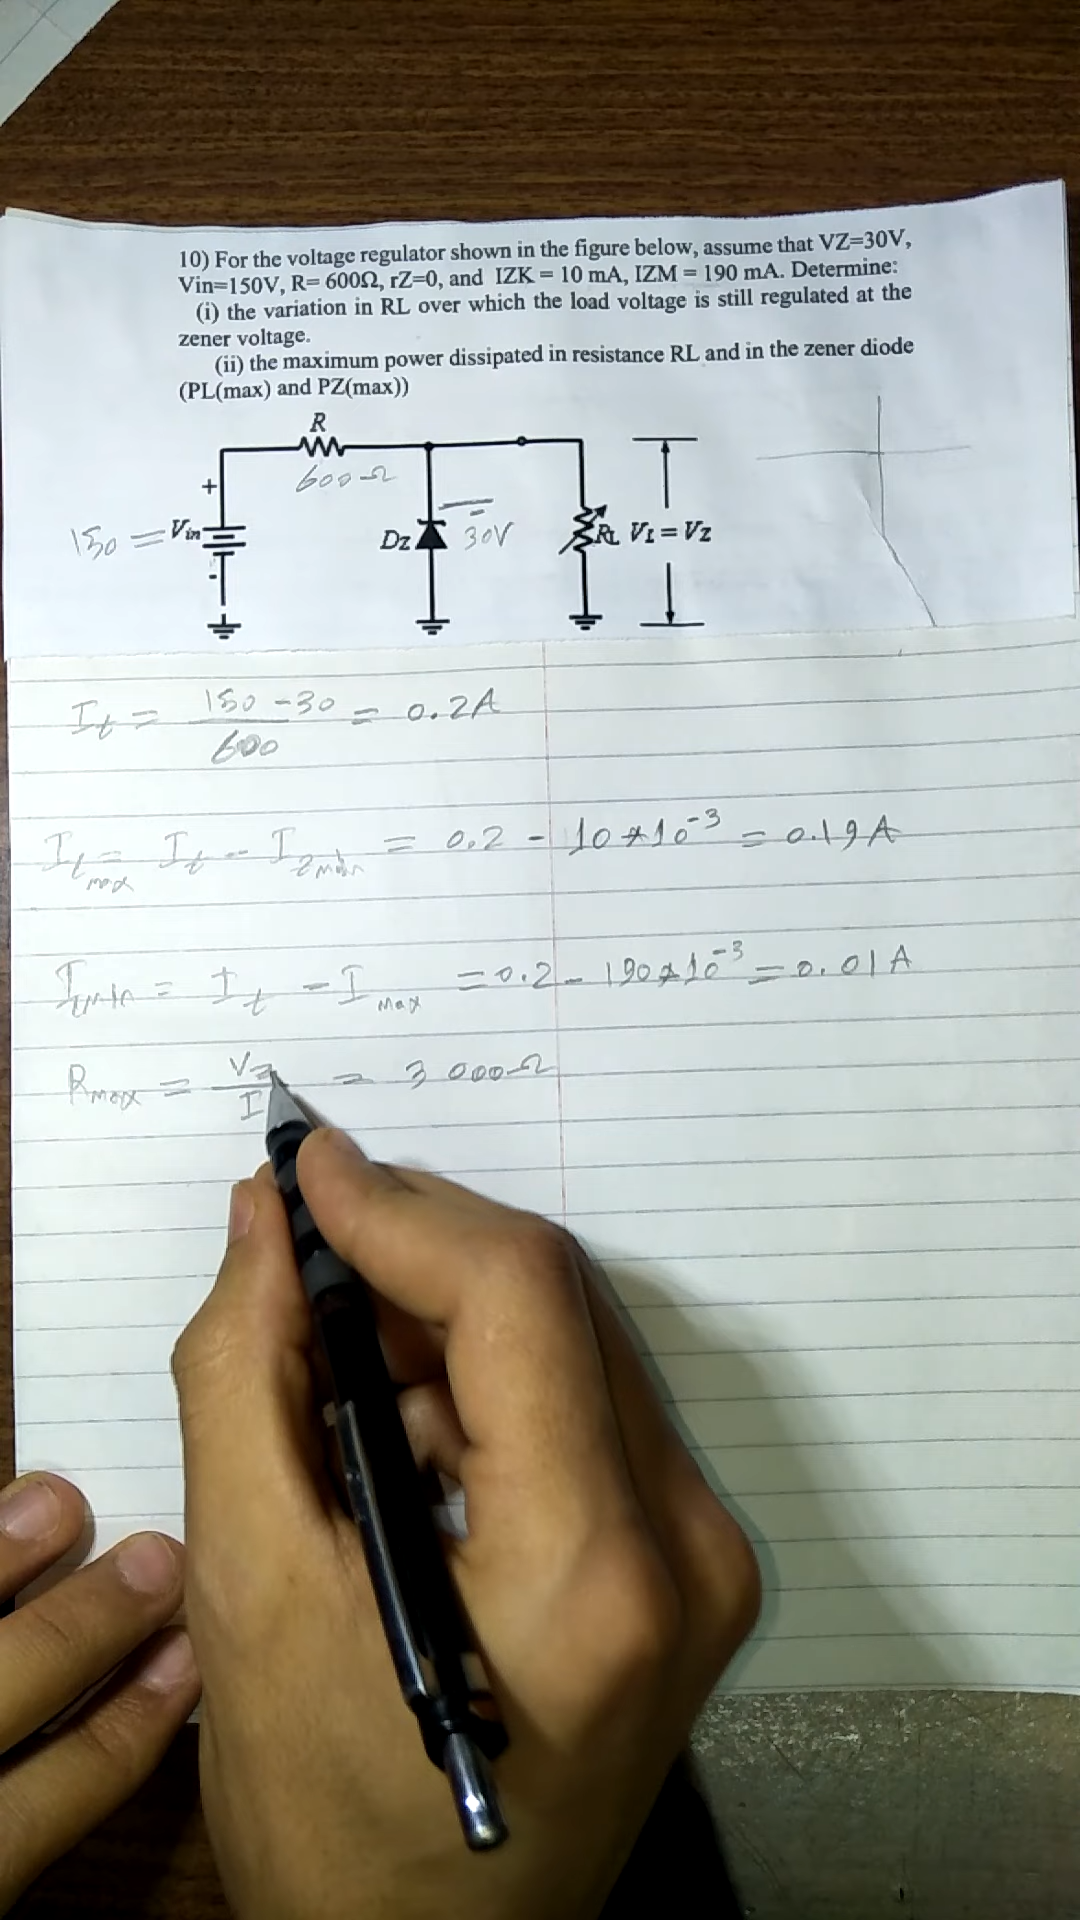 10) For the voltage regulator shown in the figure below, assume that VZ=30V,
Vin=150V, R= 600Ω, rZ=0, and IZK = 10 mA, IZM = 190 mA. Determine:
(i) the variation in RL over which the load voltage is still regulated at the
zener voltage.
(ii) the maximum power dissipated in resistance RL and in the zener diode
(PL(max) and PZ(max))
R
600Ω
+
150 = Vin
-
Dz
30V
RL VL = VZ
It = 150 - 30 / 600 = 0.2A
I max = It - Izmin = 0.2 - 10*10^-3 = 0.19A
Imin = It - Imax = 0.2 - 190*10^-3 = 0.01A
Rmax = Vz / I = 3000Ω